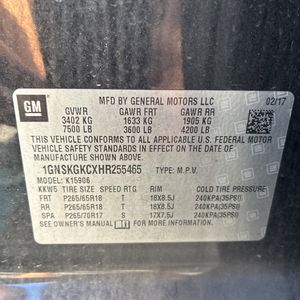 GM
MFD BY GENERAL MOTORS LLC 02/17
GVWR GAWR FRT GAWR RR
3402 KG 1633 KG 1905 KG
7500 LB 3600 LB 4200 LB
THIS VEHICLE CONFORMS TO ALL APPLICABLE U.S.
FEDERAL MOTOR VEHICLE SAFETY STANDARDS IN
EFFECT ON THE DATE OF MANUFACTURE SHOWN ABOVE.
1GNSKGKCXHR255465 TYPE: M.P.V.
MODEL: K15906
KKW5 TIRE SIZE SPEED RTG RIM COLD TIRE PRESSURE
FRT P265/65R18 T 18X8.5J 240KPA(35PSI)
RR P265/65R18 T 18X8.5J 240KPA(35PSI)
SPA P265/70R17 S 17X7.5J 240KPA(35PSI)
SEE OWNER'S MANUAL